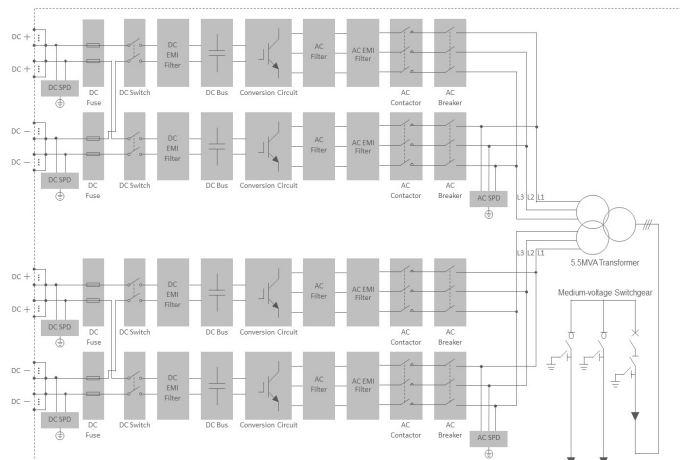 DC +
DC +
DC SPD
DC
Fuse
DC Switch
DC
EMI
Filter
DC Bus
Conversion Circuit
AC
Filter
AC EMI
Filter
AC
Contactor
AC
Breaker
DC −
DC −
DC SPD
DC
Fuse
DC Switch
DC
EMI
Filter
DC Bus
Conversion Circuit
AC
Filter
AC EMI
Filter
AC
Contactor
AC
Breaker
AC SPD
L3 L2 L1
L3 L2 L1
5.5MVA Transformer
DC +
DC +
DC SPD
DC
Fuse
DC Switch
DC
EMI
Filter
DC Bus
Conversion Circuit
AC
Filter
AC EMI
Filter
AC
Contactor
AC
Breaker
Medium-voltage Switchgear
DC −
DC −
DC SPD
DC
Fuse
DC Switch
DC
EMI
Filter
DC Bus
Conversion Circuit
AC
Filter
AC EMI
Filter
AC
Contactor
AC
Breaker
AC SPD